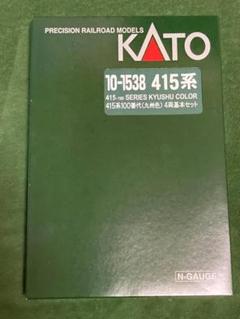 PRECISION RAILROAD MODELS
KATO
10-1538 415系
415-100 SERIES KYUSHU COLOR
415系100番代(九州色) 4両基本セット
N-GAUGE